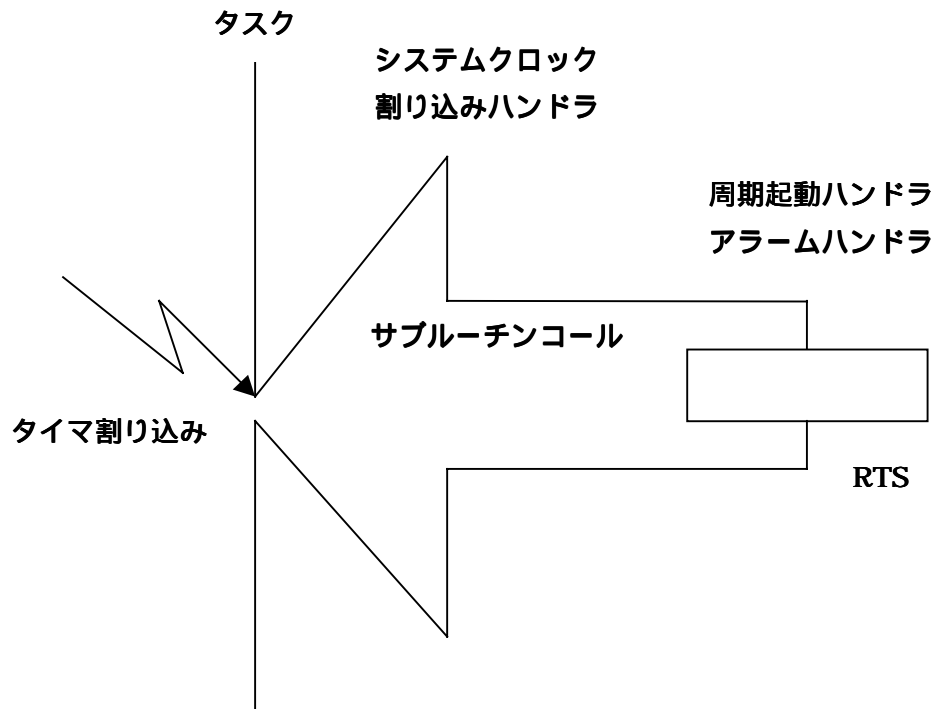 タスク
システムクロック
割り込みハンドラ
周期起動ハンドラ
アラームハンドラ
サブルーチンコール
タイマ割り込み
RTS